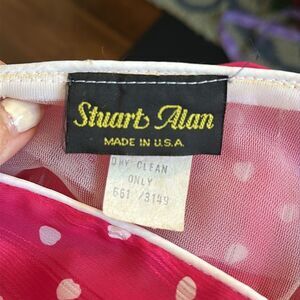 Stuart Alan
MADE IN U.S.A.
DRY CLEAN
ONLY
661 /3149